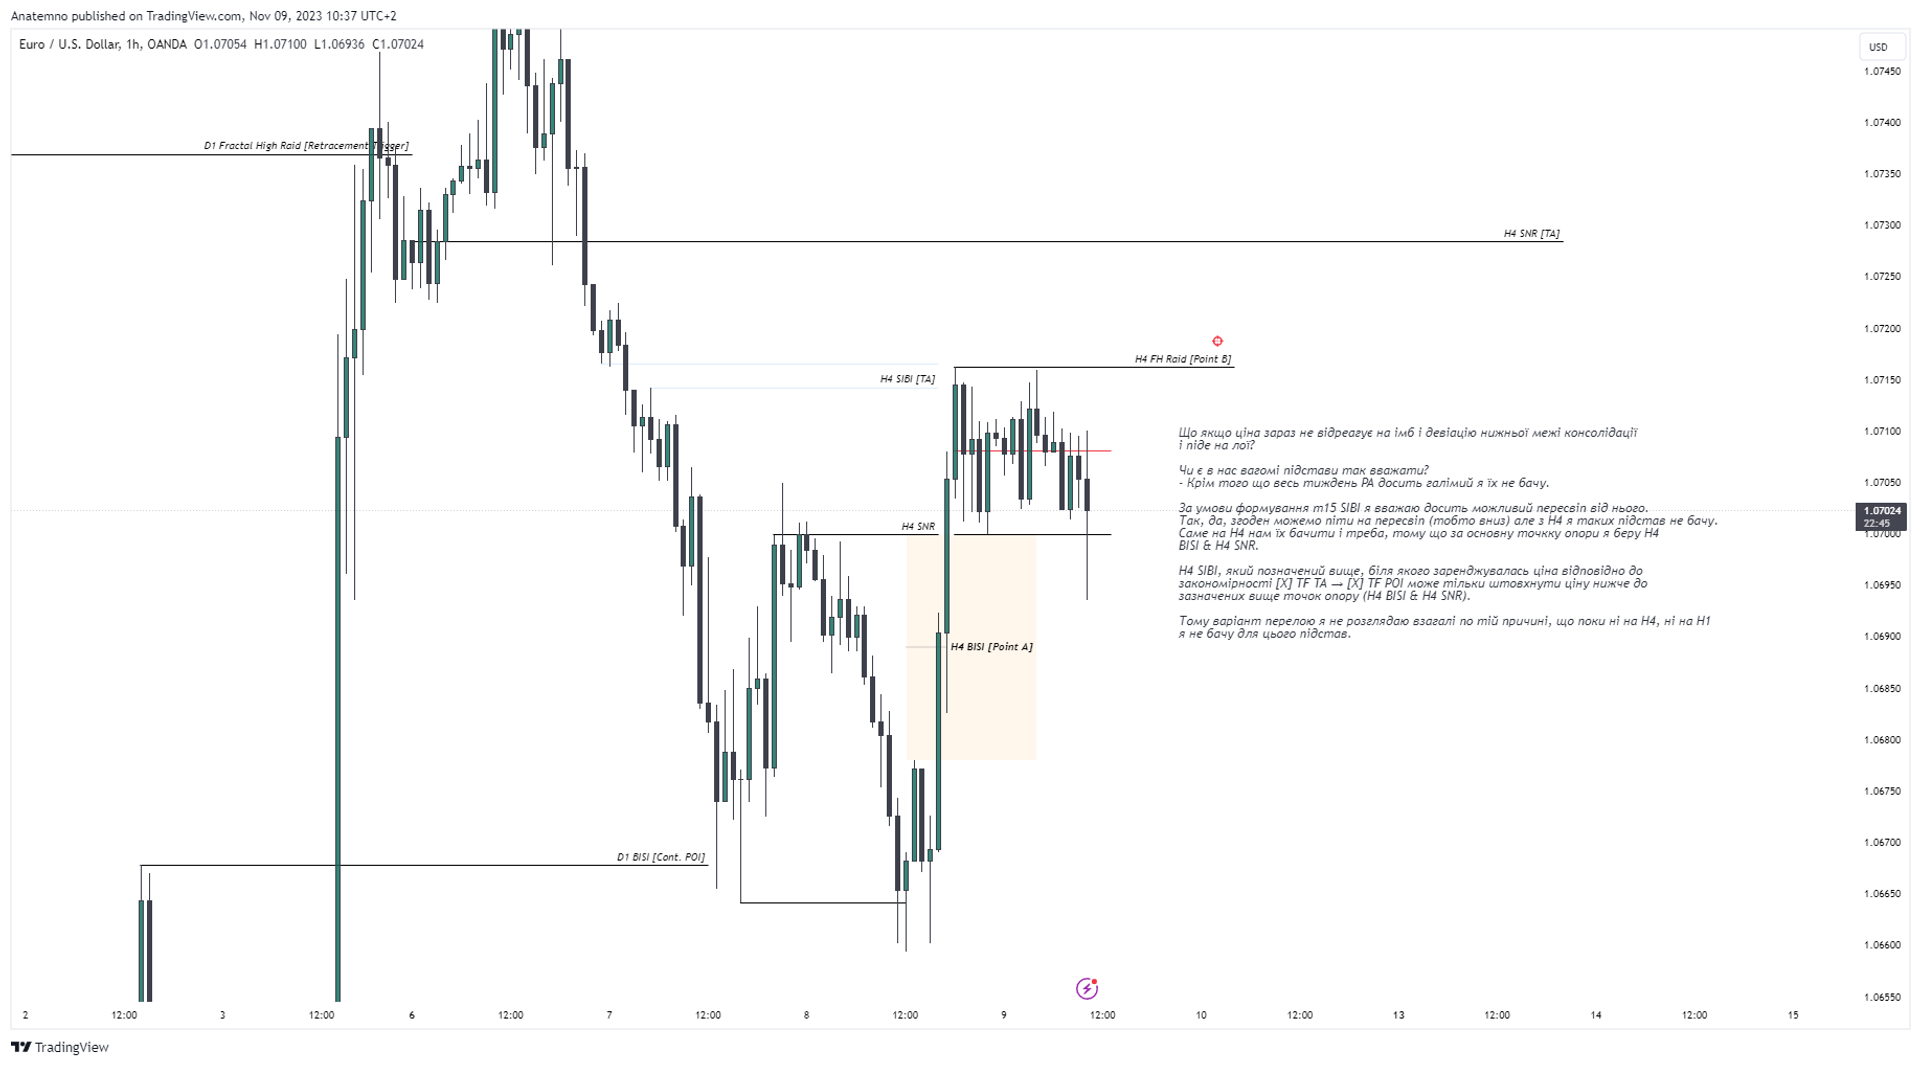 Anatemno published on TradingView.com, Nov 09, 2023 10:37 UTC+2
Euro / U.S. Dollar, 1h, OANDA O1.07054 H1.07100 L1.06936 C1.07024
USD
1.07450
1.07400
D1 Fractal High Raid [Retracement Trigger]
1.07350
1.07300
H4 SNR [TA]
1.07250
1.07200
H4 FH Raid [Point B]
H4 SIBI [TA]
1.07150
1.07100
Що якщо ціна зараз не відреагує на імб і девіацію нижньої межі консолідації
і піде на лої?
Чи є в нас вагомі підстави так вважати?
- Крім того що весь тиждень РА досить галімий я їх не бачу.
1.07050
За умови формування m15 SIBI я вважаю досить можливий пересвіп від нього.
Так, да, згоден можемо піти на пересвіп (тобто вниз) але з H4 я таких підстав не бачу.
Саме на H4 нам їх бачити і треба, тому що за основну точкку опори я беру H4
BISI & H4 SNR.
1.07024
22:45
H4 SNR
1.07000
H4 SIBI, який позначений вище, біля якого заренджувалась ціна відповідно до
закономірності [X] TF TA → [X] TF POI може тільки штовхнути ціну нижче до
зазначених вище точок опору (H4 BISI & H4 SNR).
1.06950
Тому варіант перелою я не розглядаю взагалі по тій причині, що поки ні на H4, ні на H1
я не бачу для цього підстав.
1.06900
H4 BISI [Point A]
1.06850
1.06800
1.06750
1.06700
D1 BISI [Cont. POI]
1.06650
1.06600
1.06550
2 12:00 3 12:00 6 12:00 7 12:00 8 12:00 9 12:00 10 12:00 13 12:00 14 12:00 15
TradingView